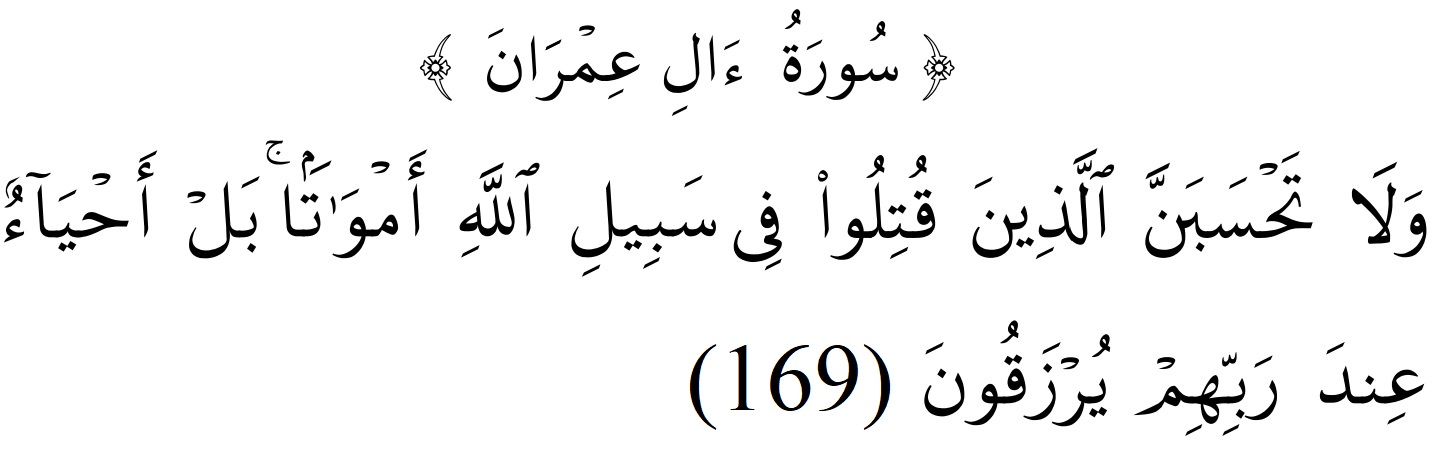 ﴿ سُورَةُ ءَالِ عِمۡرَانَ ﴾
وَلَا تَحۡسَبَنَّ ٱلَّذِينَ قُتِلُواْ فِى سَبِيلِ ٱللَّهِ أَمۡوَٰتَۢاۚ بَلۡ أَحۡيَآءٌ
عِندَ رَبِّهِمۡ يُرۡزَقُونَ (169)